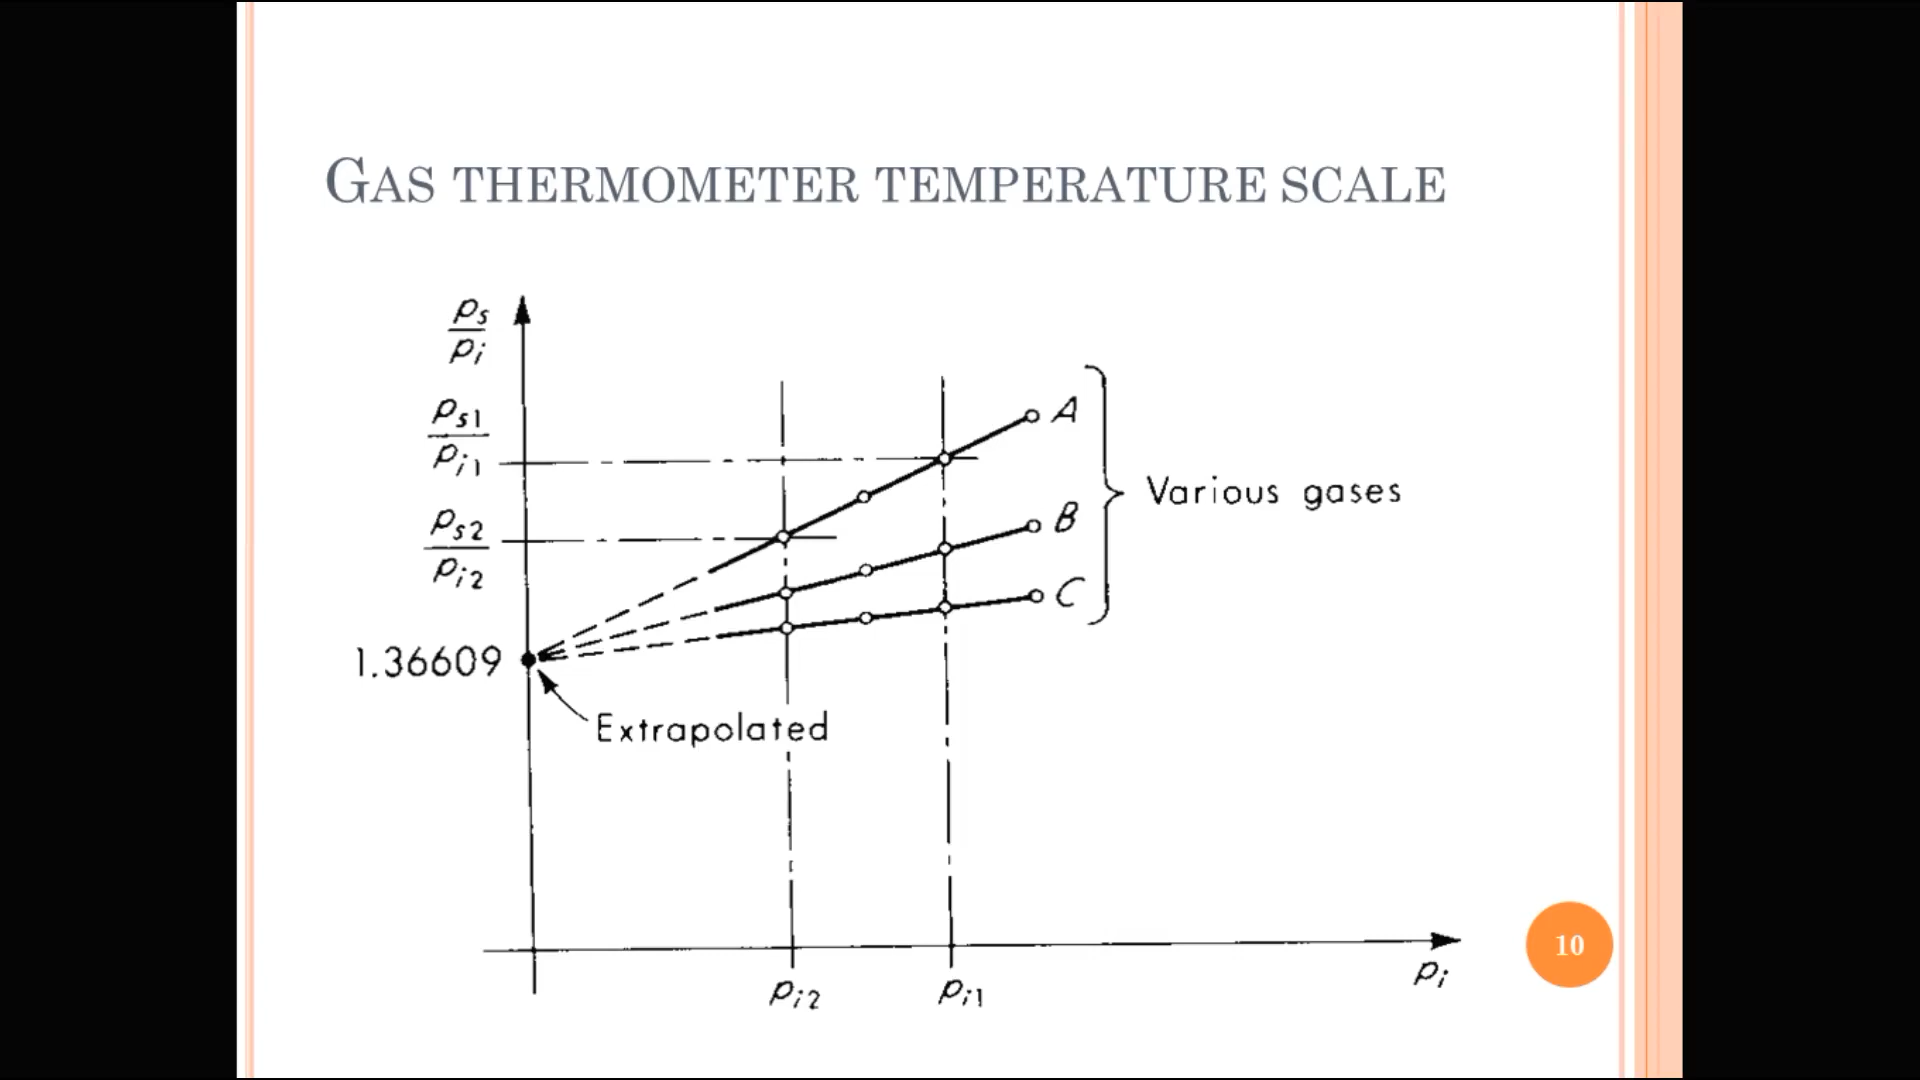 GAS THERMOMETER TEMPERATURE SCALE
ps
pi
ps1
pi1
A
Various gases
B
ps2
pi2
C
1.36609
Extrapolated
10
pi
pi2
pi1